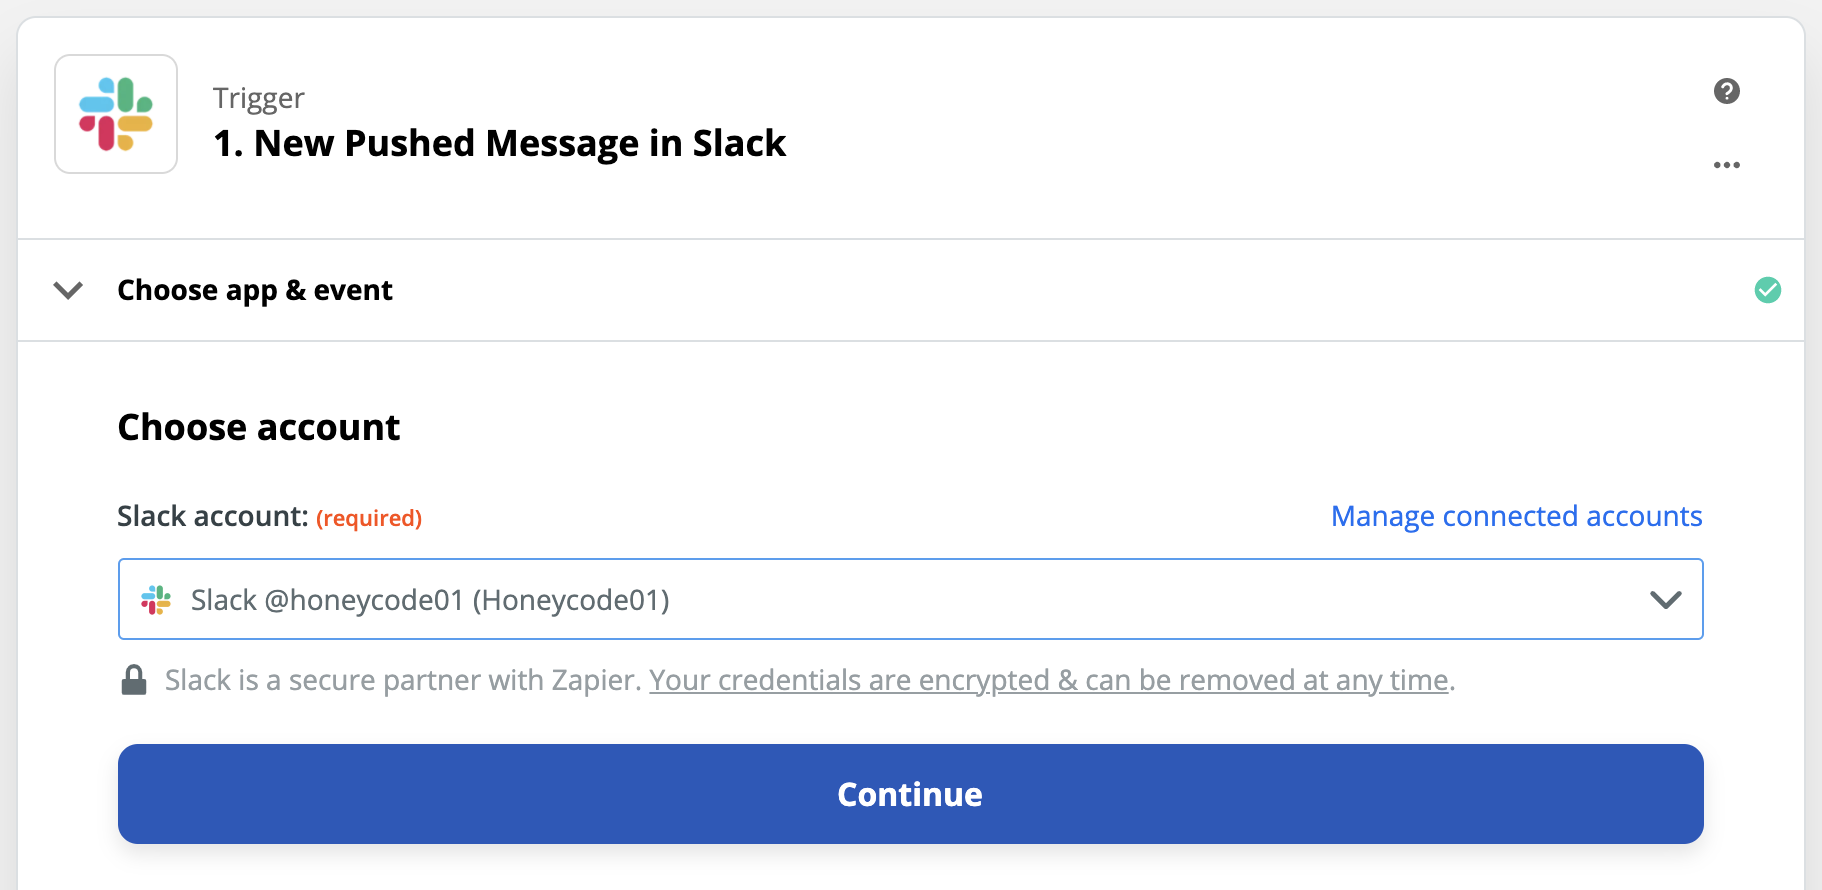 Trigger
1. New Pushed Message in Slack
Choose app & event
Choose account
Slack account: (required)
Manage connected accounts
Slack @honeycode01 (Honeycode01)
Slack is a secure partner with Zapier. Your credentials are encrypted & can be removed at any time.
Continue